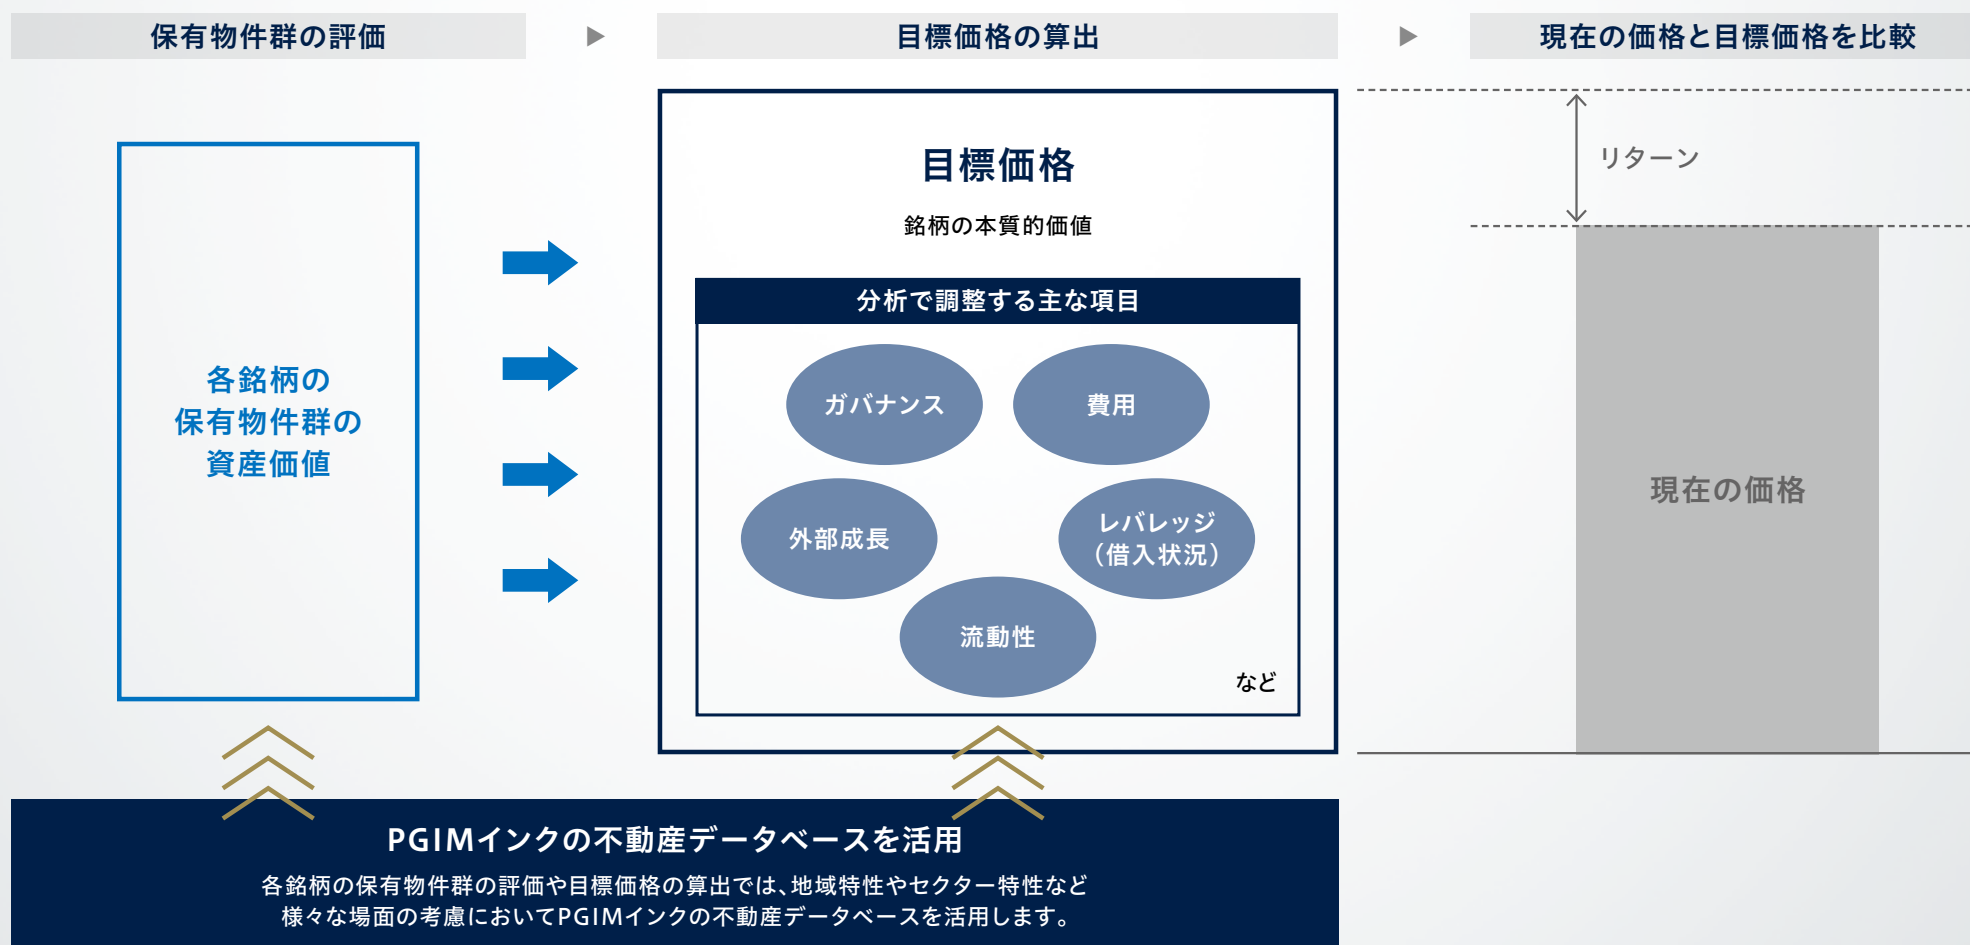 保有物件群の評価
目標価格の算出
現在の価格と目標価格を比較
各銘柄の
保有物件群の
資産価値
目標価格
銘柄の本質的価値
分析で調整する主な項目
ガバナンス
費用
外部成長
レバレッジ
（借入状況）
流動性
など
リターン
現在の価格
PGIMインクの不動産データベースを活用
各銘柄の保有物件群の評価や目標価格の算出では、地域特性やセクター特性など
様々な場面の考慮においてPGIMインクの不動産データベースを活用します。